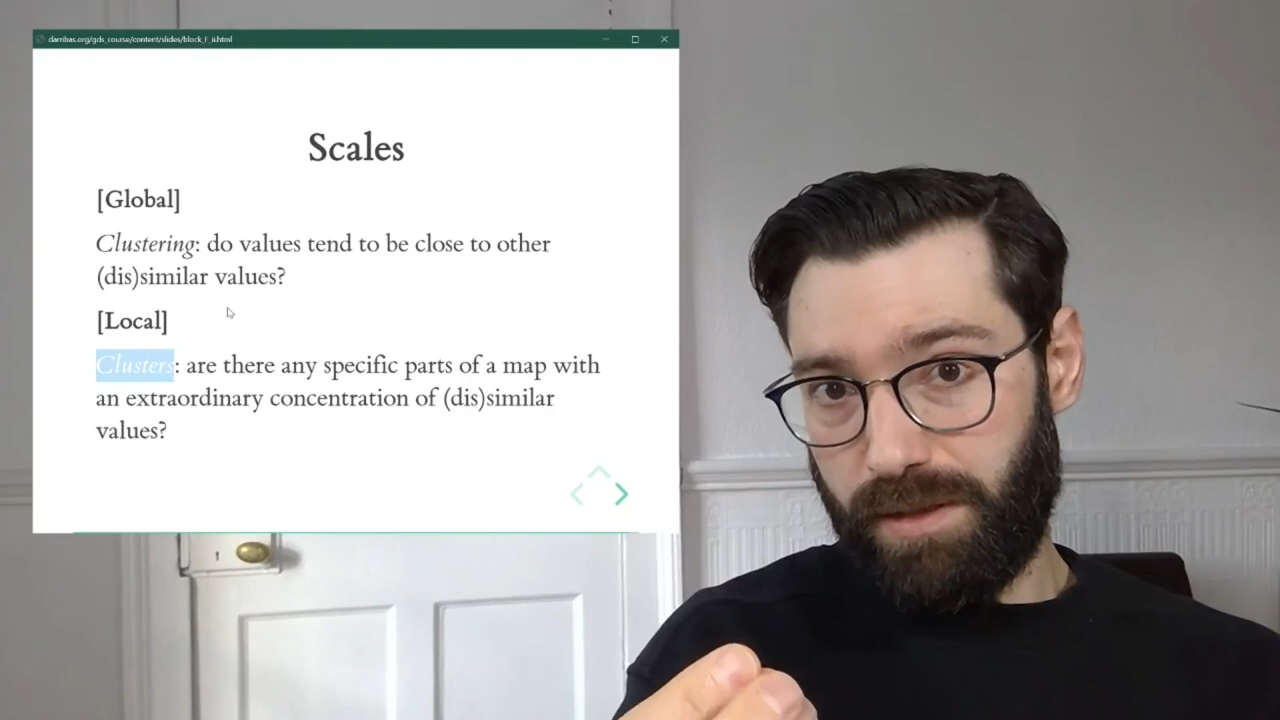 darribas.org/gds_course/content/slides/block_F_ii.html
Scales
[Global]
Clustering: do values tend to be close to other
(dis)similar values?
[Local]
Clusters: are there any specific parts of a map with
an extraordinary concentration of (dis)similar
values?